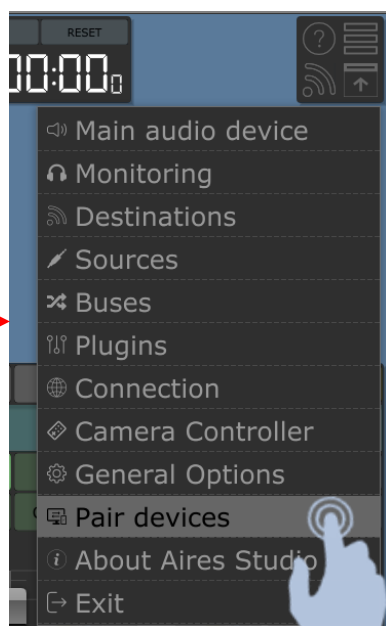 RESET
00:000
Main audio device
Monitoring
Destinations
Sources
Buses
Plugins
Connection
Camera Controller
General Options
Pair devices
About Aires Studio
Exit